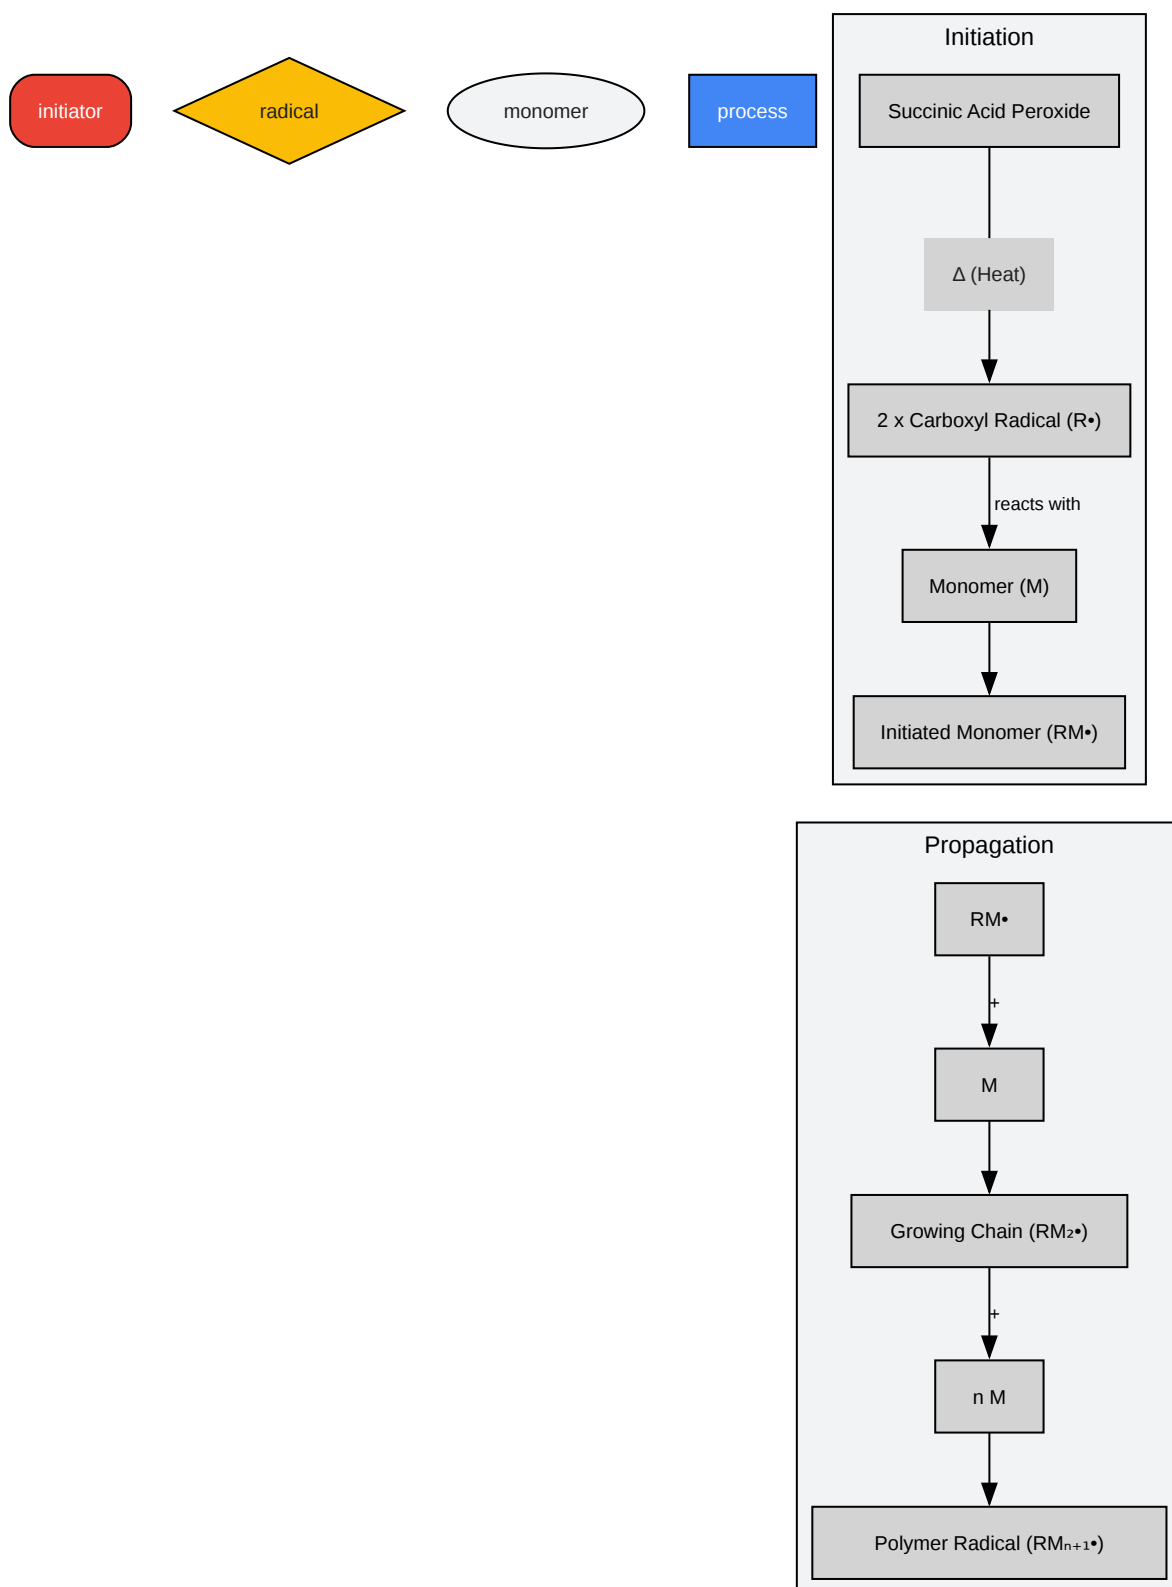 Initiation
initiator
radical
monomer
process
Succinic Acid Peroxide
Δ (Heat)
2 x Carboxyl Radical (R•)
reacts with
Monomer (M)
Initiated Monomer (RM•)
Propagation
RM•
+
M
Growing Chain (RM₂•)
+
n M
Polymer Radical (RMₙ₊₁•)